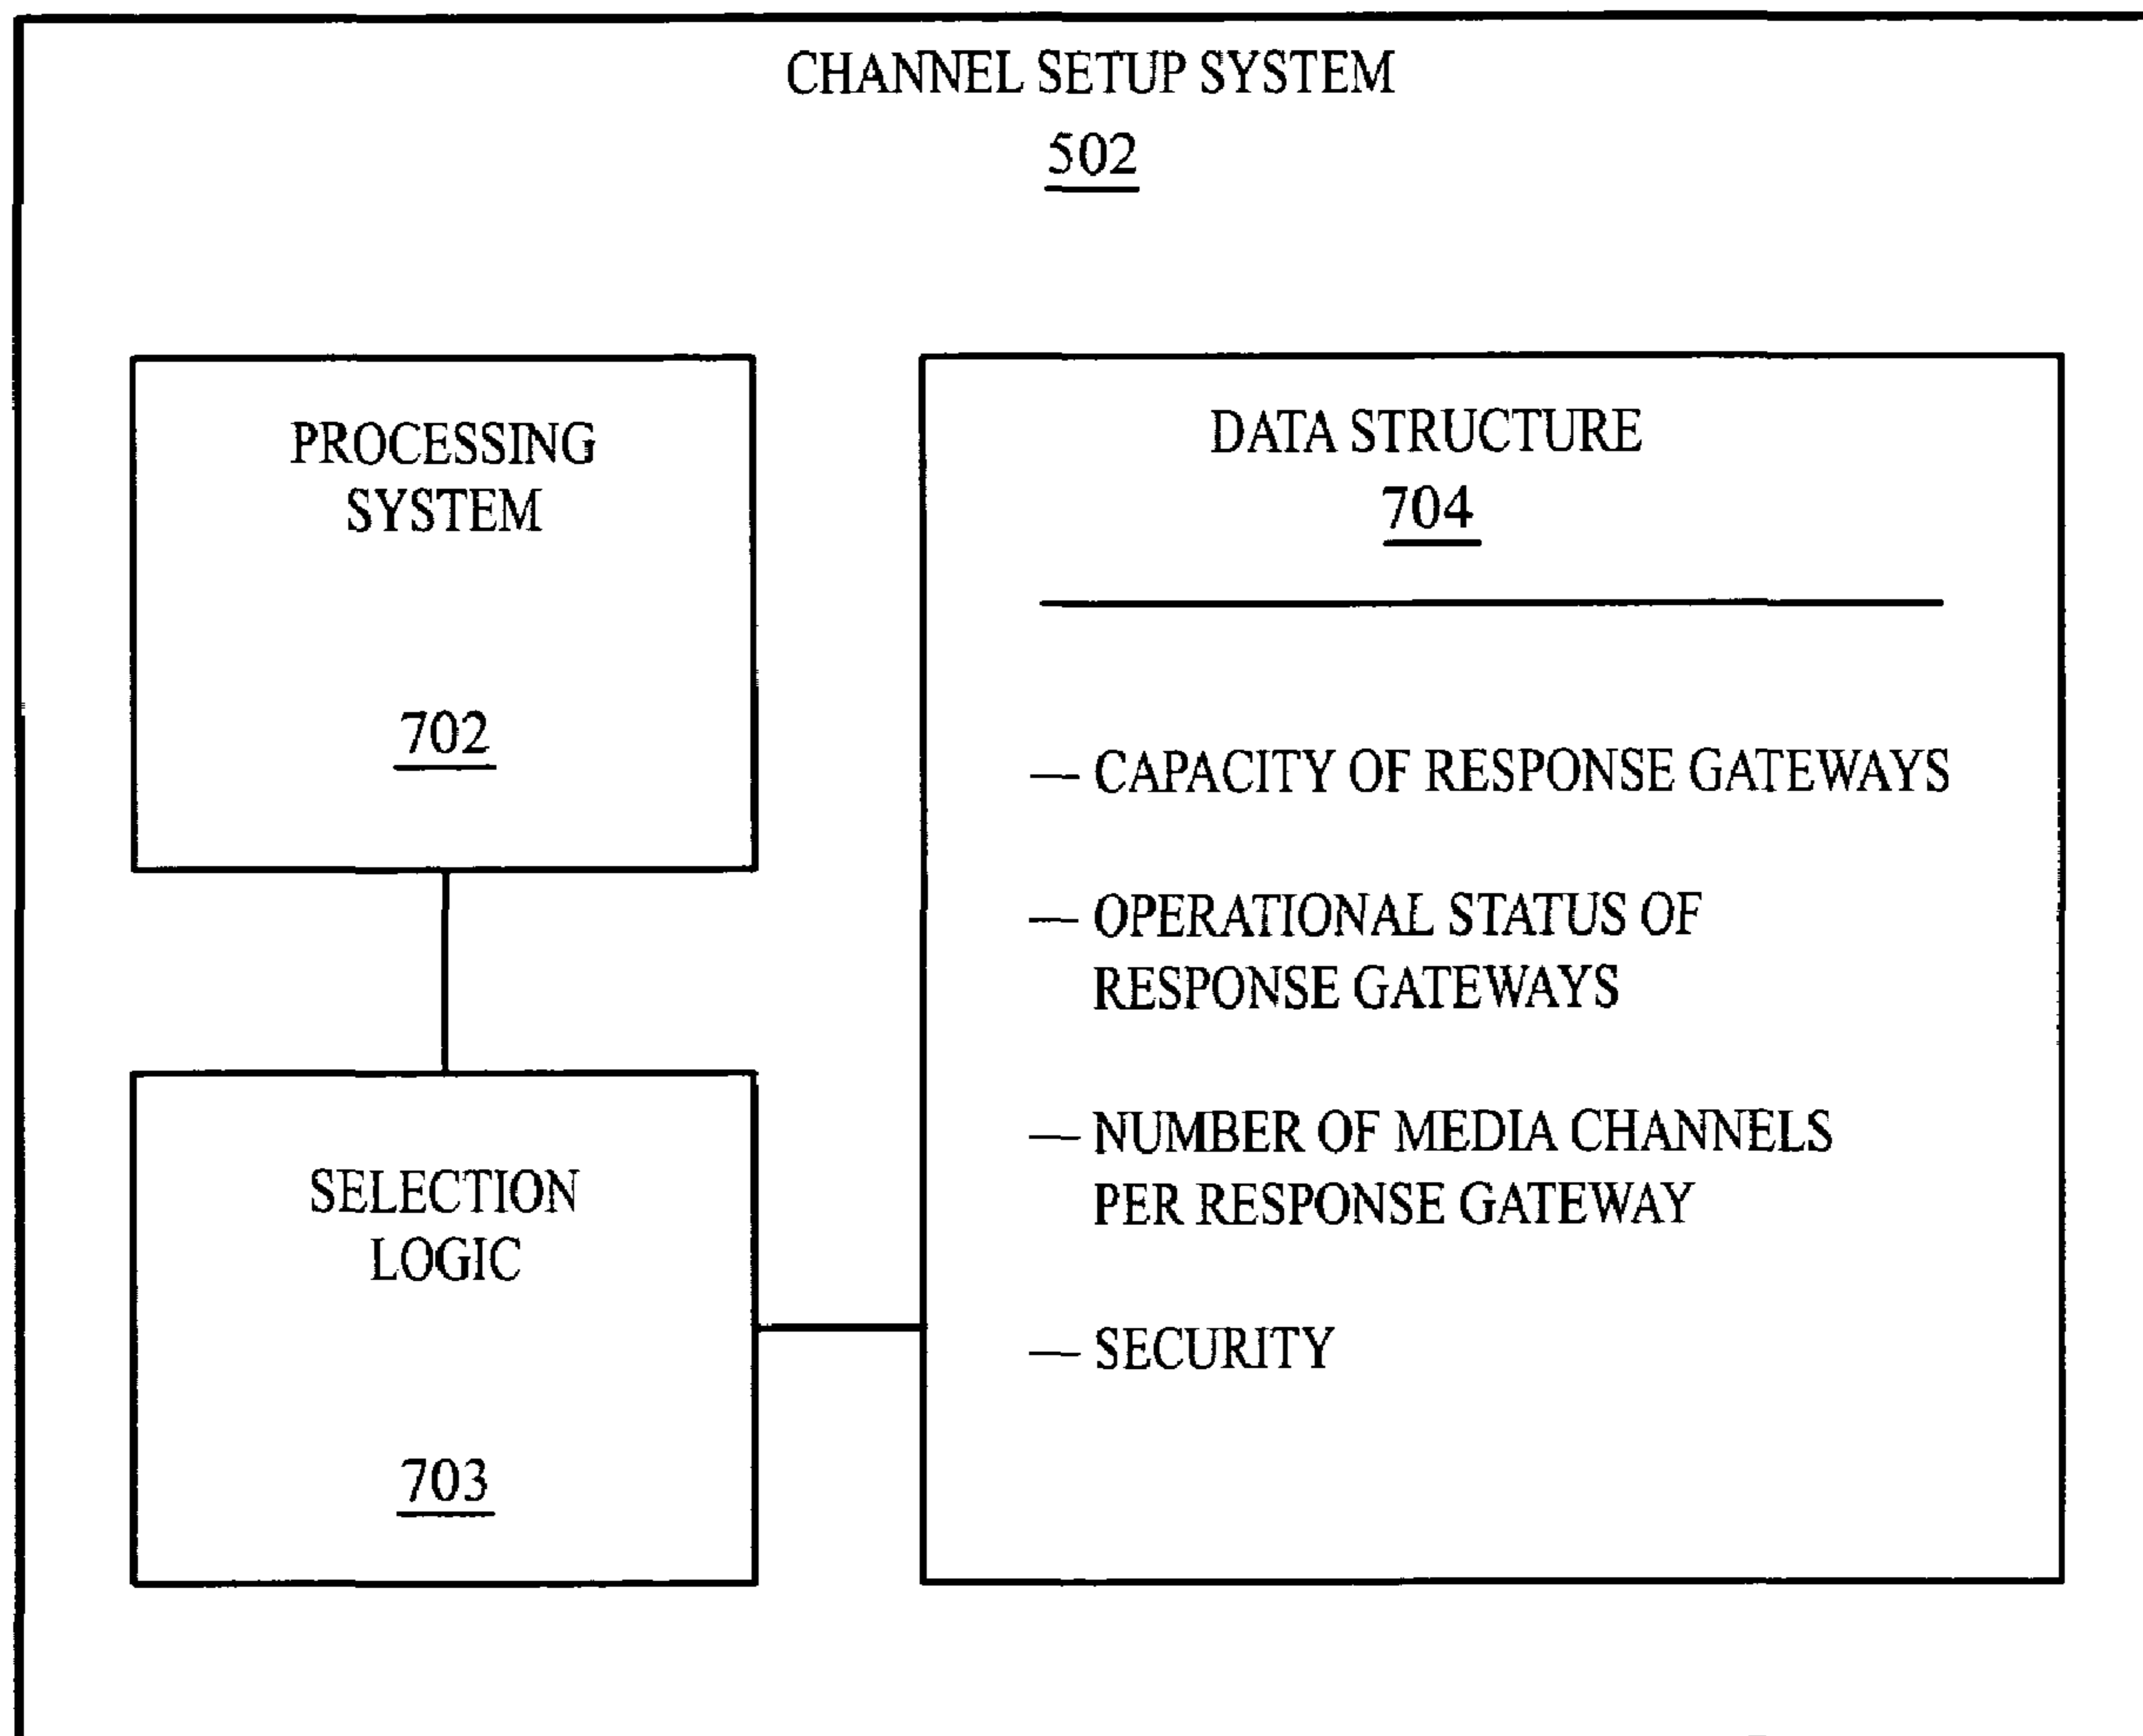 CHANNEL SETUP SYSTEM
502
PROCESSING
SYSTEM
702
SELECTION
LOGIC
703
DATA STRUCTURE
704
— CAPACITY OF RESPONSE GATEWAYS
— OPERATIONAL STATUS OF
RESPONSE GATEWAYS
— NUMBER OF MEDIA CHANNELS
PER RESPONSE GATEWAY
— SECURITY